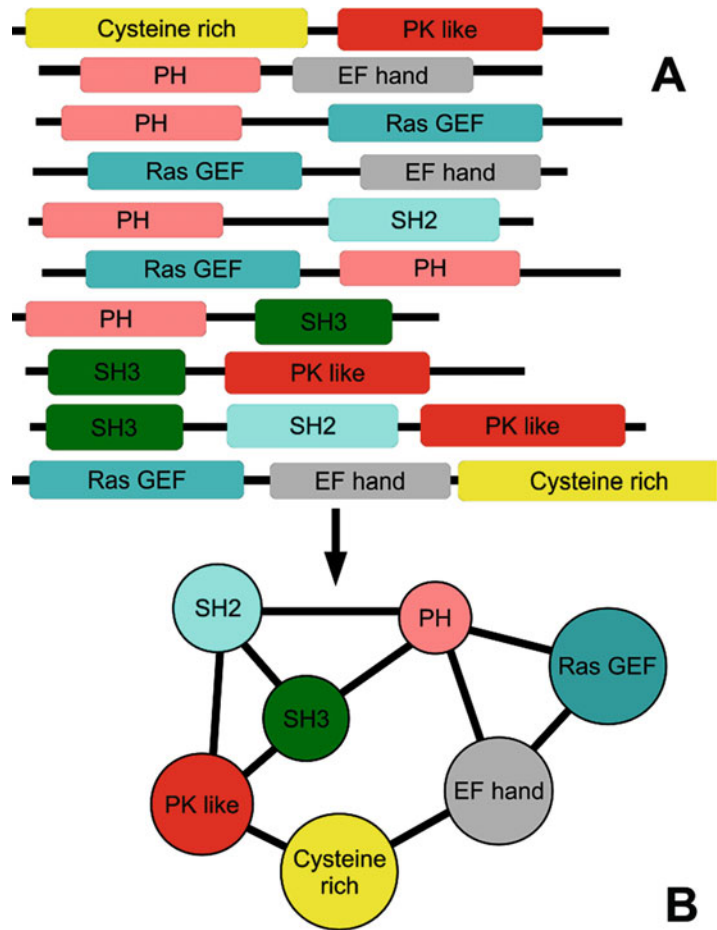 Cysteine rich PK like
A
PH EF hand
PH Ras GEF
Ras GEF EF hand
PH SH2
Ras GEF PH
PH SH3
SH3 PK like
SH3 SH2 PK like
Ras GEF EF hand Cysteine rich
SH2
PH
Ras GEF
SH3
EF hand
PK like
Cysteine
rich
B